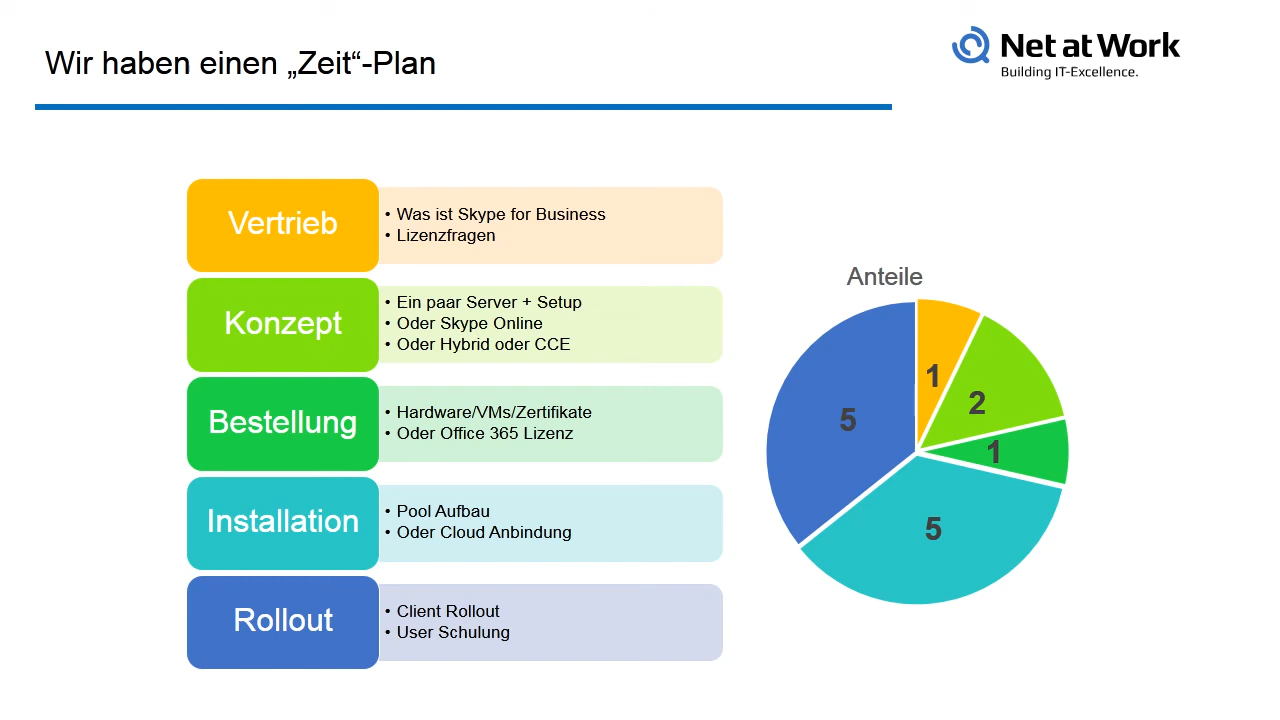 Wir haben einen „Zeit“-Plan
Net at Work
Building IT-Excellence.
Vertrieb
• Was ist Skype for Business
• Lizenzfragen
Konzept
• Ein paar Server + Setup
• Oder Skype Online
• Oder Hybrid oder CCE
Bestellung
• Hardware/VMs/Zertifikate
• Oder Office 365 Lizenz
Installation
• Pool Aufbau
• Oder Cloud Anbindung
Rollout
• Client Rollout
• User Schulung
Anteile
1
2
1
5
5